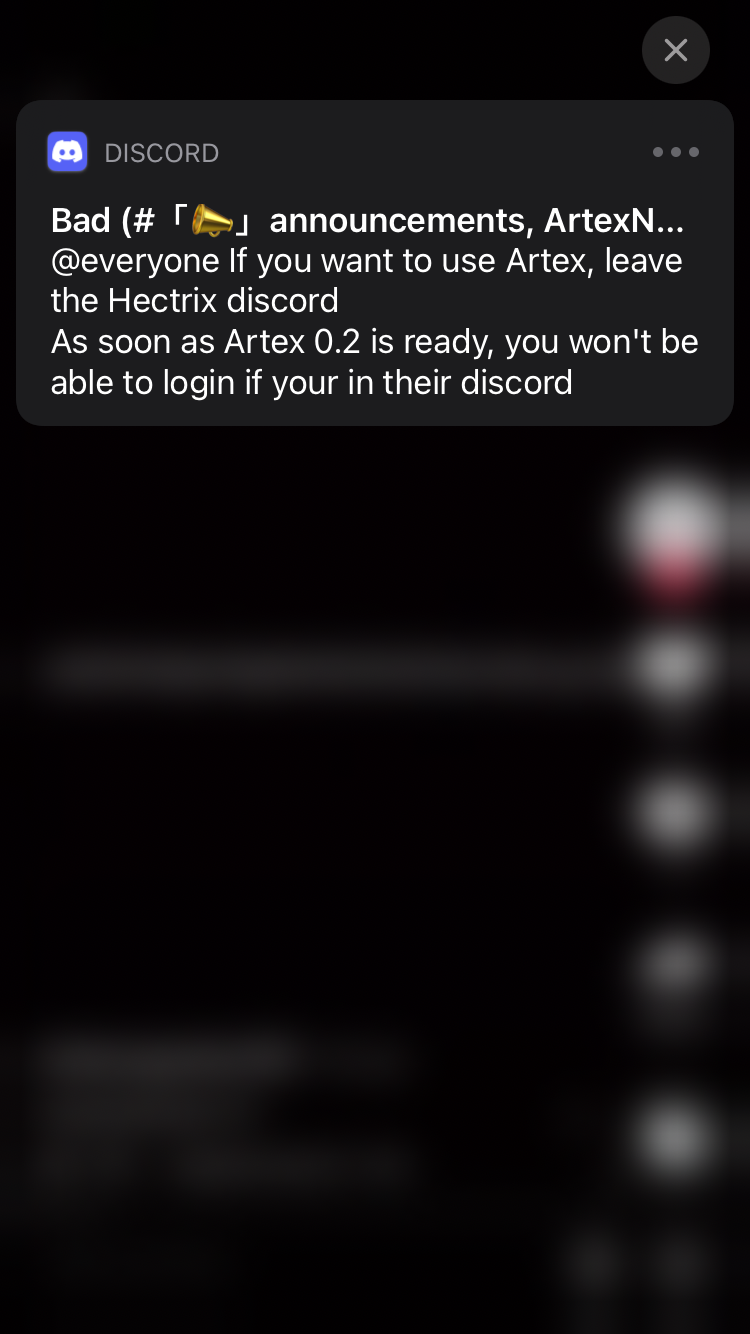 DISCORD
Bad (#「📣」announcements, ArtexN...
@everyone If you want to use Artex, leave
the Hectrix discord
As soon as Artex 0.2 is ready, you won't be
able to login if your in their discord